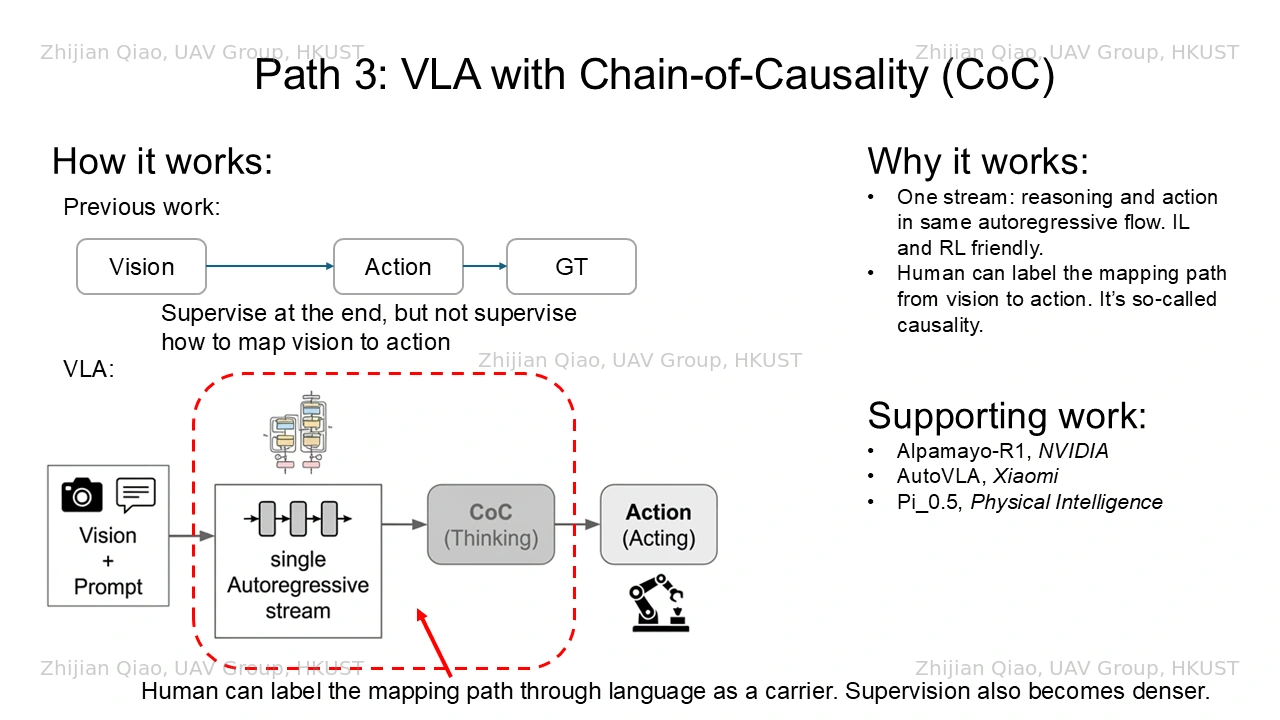 Zhijian Qiao, UAV Group, HKUST
Zhijian Qiao, UAV Group, HKUST
Path 3: VLA with Chain-of-Causality (CoC)
How it works:
Previous work:
Vision
Action
GT
Supervise at the end, but not supervise
how to map vision to action
Zhijian Qiao, UAV Group, HKUST
VLA:
Vision
+
Prompt
single
Autoregressive
stream
CoC
(Thinking)
Action
(Acting)
Zhijian Qiao, UAV Group, HKUST
Human can label the mapping path through language as a carrier. Supervision also becomes denser.
Why it works:
• One stream: reasoning and action
in same autoregressive flow. IL
and RL friendly.
• Human can label the mapping path
from vision to action. It’s so-called
causality.
Supporting work:
• Alpamayo-R1, NVIDIA
• AutoVLA, Xiaomi
• Pi_0.5, Physical Intelligence
Zhijian Qiao, UAV Group, HKUST